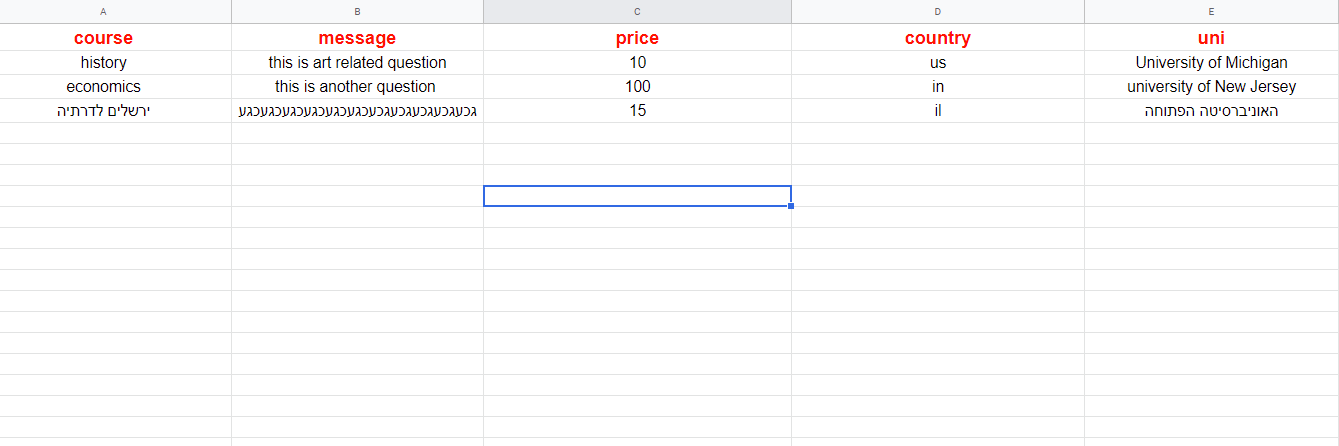 A B C D E
course message price country uni
history this is art related question 10 us University of Michigan
economics this is another question 100 in university of New Jersey
ירשלים לדרתיה גכעגכעגכעגכעגכעגכעגכעגכעגכעגכעגכע 15 il האוניברסיטה הפתוחה